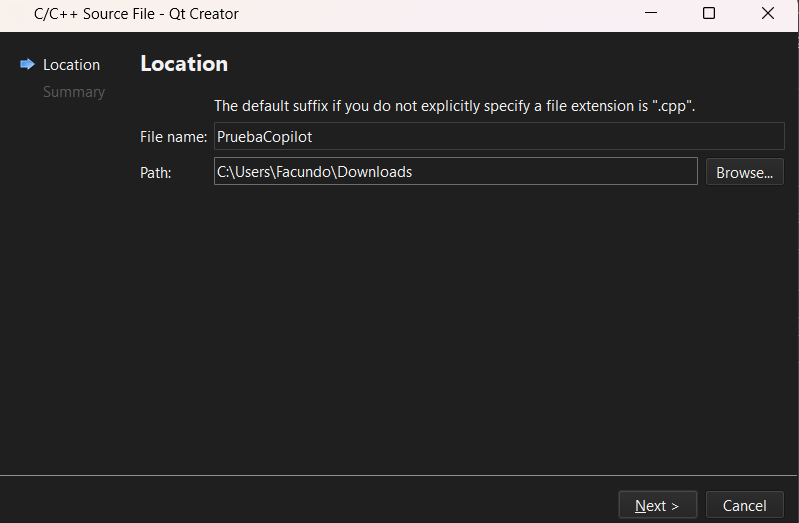 C/C++ Source File - Qt Creator
Location
Summary
Location
The default suffix if you do not explicitly specify a file extension is ".cpp".
File name: PruebaCopilot
Path: C:\Users\Facundo\Downloads Browse...
Next > Cancel